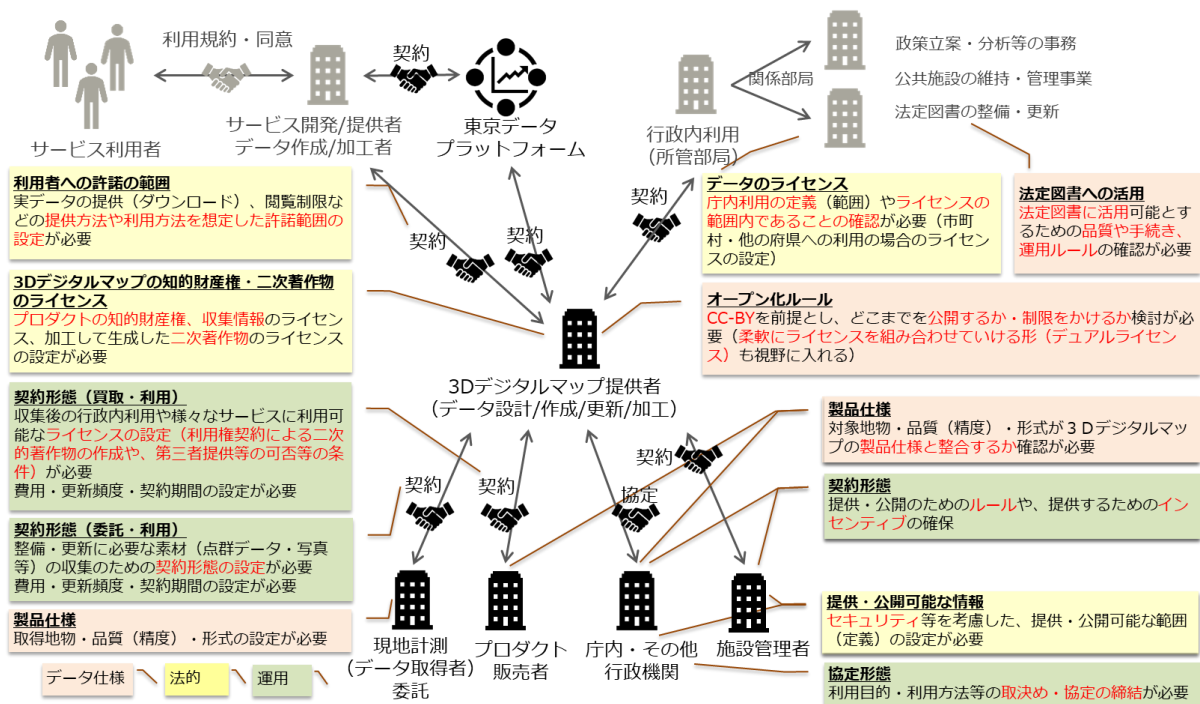 利用規約・同意
契約
サービス利用者
サービス開発/提供者
データ作成/加工者
東京データ
プラットフォーム
行政内利用
(所管部局)
関係部局
政策立案・分析等の事務
公共施設の維持・管理事業
法定図書の整備・更新
利用者への許諾の範囲
実データの提供（ダウンロード）、閲覧制限な
どの提供方法や利用方法を想定した許諾範囲の
設定が必要
契約
契約
契約
データのライセンス
庁内利用の定義（範囲）やライセンスの
範囲内であることの確認が必要（市町
村・他の府県への利用の場合のライセン
スの設定）
法定図書への活用
法定図書に活用可能とす
るための品質や手続き、
運用ルールの確認が必要
3Dデジタルマップの知的財産権・二次著作物
のライセンス
プロダクトの知的財産権、収集情報のライセン
ス、加工して生成した二次著作物のライセンス
の設定が必要
オープン化ルール
CC-BYを前提とし、どこまでを公開するか・制限をかけるか検討が必
要（柔軟にライセンスを組み合わせていける形（デュアルライセン
ス）も視野に入れる）
3Dデジタルマップ提供者
（データ設計/作成/更新/加工）
契約形態（買取・利用）
収集後の行政内利用や様々なサービスに利用可
能なライセンスの設定（利用権契約による二次
的著作物の作成や、第三者提供等の可否等の条
件）が必要
費用・更新頻度・契約期間の設定が必要
製品仕様
対象地物・品質（精度）・形式が３Ｄデジタルマ
ップの製品仕様と整合するか確認が必要
契約
契約
協定
契約
契約形態
提供・公開のためのルールや、提供するためのイン
センティブの確保
契約形態（委託・利用）
整備・更新に必要な素材（点群データ・写真
等）の収集のための契約形態の設定が必要
費用・更新頻度・契約期間の設定が必要
製品仕様
取得地物・品質（精度）・形式の設定が必要
現地計測
(データ取得者)
委託
プロダクト
販売者
庁内・その他
行政機関
施設管理者
提供・公開可能な情報
セキュリティ等を考慮した、提供・公開可能な範囲
（定義）の設定が必要
協定形態
利用目的・利用方法等の取決め・協定の締結が必要
データ仕様
法的
運用